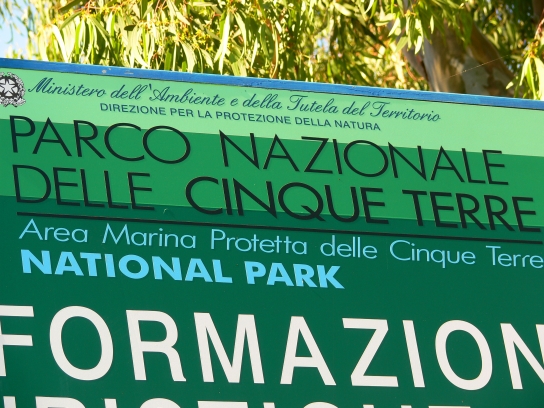 Ministero dell'Ambiente e della Tutela del Territorio
DIREZIONE PER LA PROTEZIONE DELLA NATURA
PARCO NAZIONALE
DELLE CINQUE TERRE
Area Marina Protetta delle Cinque Terre
NATIONAL PARK
FORMAZION